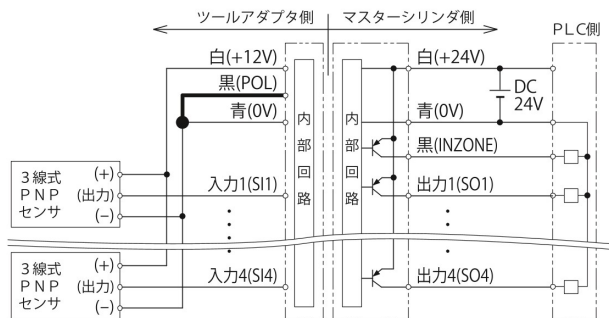 ツールアダプタ側 マスターシリンダ側
PLC側
白(+12V) 白(+24V)
黒(POL)
DC
24V
青(0V) 青(0V)
内部回路 内部回路
黒(INZONE)
3線式
PNP
センサ
(+)
(出力)
(−)
入力1(SI1) 出力1(SO1)
3線式
PNP
センサ
(+)
(出力)
(−)
入力4(SI4) 出力4(SO4)